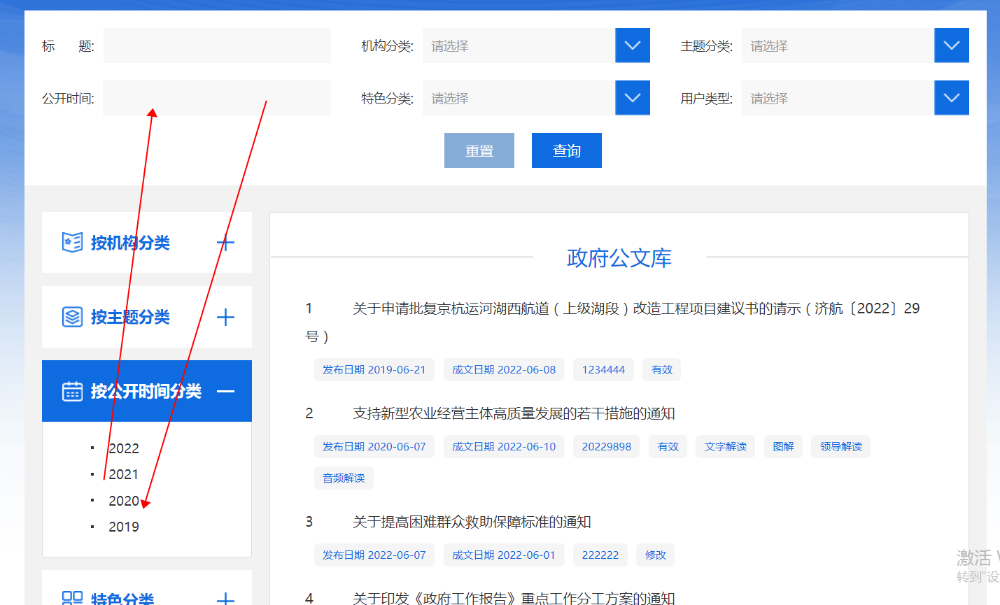 标 题:
机构分类: 请选择
主题分类: 请选择
公开时间:
特色分类: 请选择
用户类型: 请选择
重置
查询
按机构分类
按主题分类
按公开时间分类
2022
2021
2020
2019
特色分类
政府公文库
1 关于申请批复京杭运河湖西航道（上级湖段）改造工程项目建议书的请示（济航〔2022〕29
号）
发布日期 2019-06-21 成文日期 2022-06-08 1234444 有效
2 支持新型农业经营主体高质量发展的若干措施的通知
发布日期 2020-06-07 成文日期 2022-06-10 20229898 有效 文字解读 图解 领导解读
音频解读
3 关于提高困难群众救助保障标准的通知
发布日期 2022-06-07 成文日期 2022-06-01 222222 修改
4 关于印发《政府工作报告》重点工作分工方案的通知
激活 W
转到"设